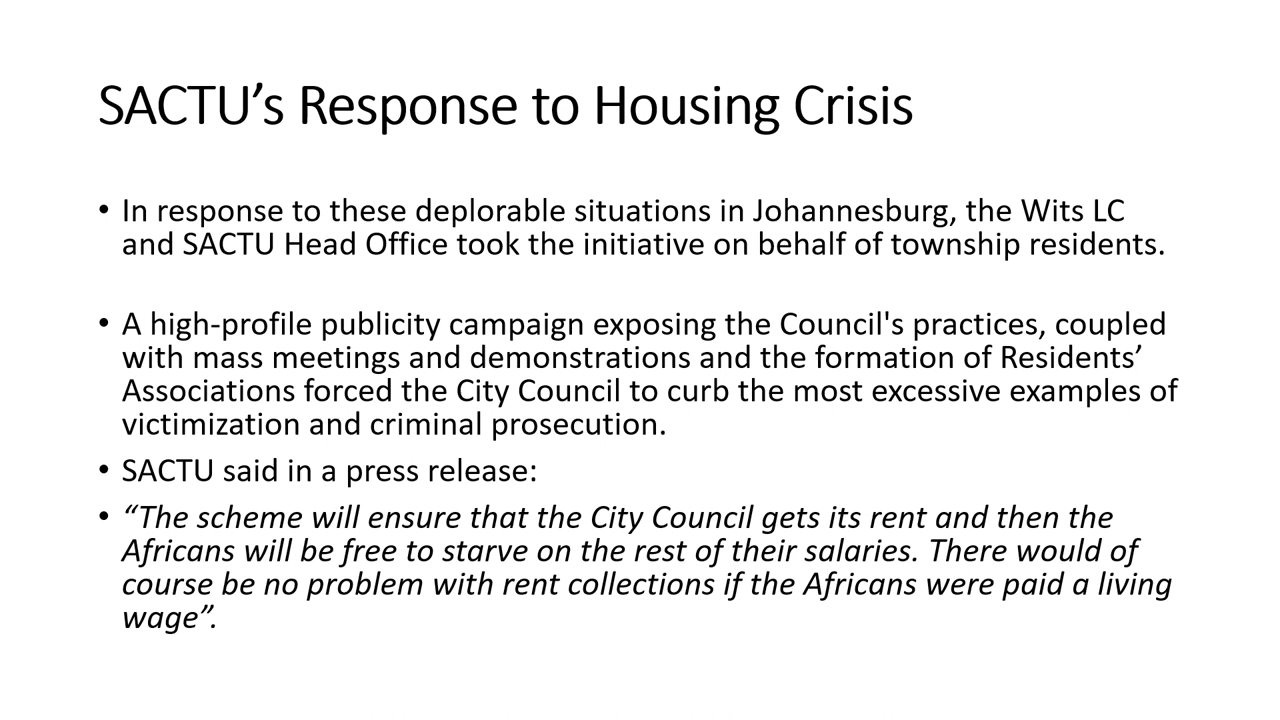 SACTU’s Response to Housing Crisis
• In response to these deplorable situations in Johannesburg, the Wits LC
and SACTU Head Office took the initiative on behalf of township residents.
• A high-profile publicity campaign exposing the Council's practices, coupled
with mass meetings and demonstrations and the formation of Residents’
Associations forced the City Council to curb the most excessive examples of
victimization and criminal prosecution.
• SACTU said in a press release:
• “The scheme will ensure that the City Council gets its rent and then the
Africans will be free to starve on the rest of their salaries. There would of
course be no problem with rent collections if the Africans were paid a living
wage”.